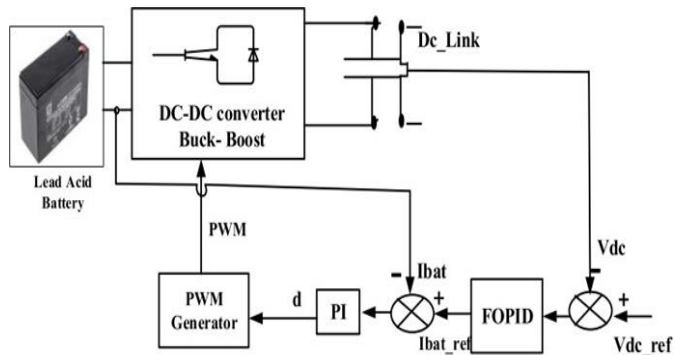 Dc_Link
DC-DC converter
Buck- Boost
Lead Acid
Battery
PWM
Vdc
-
Ibat
-
PWM
Generator
d
PI
+
Ibat_ref
FOPID
+
Vdc_ref